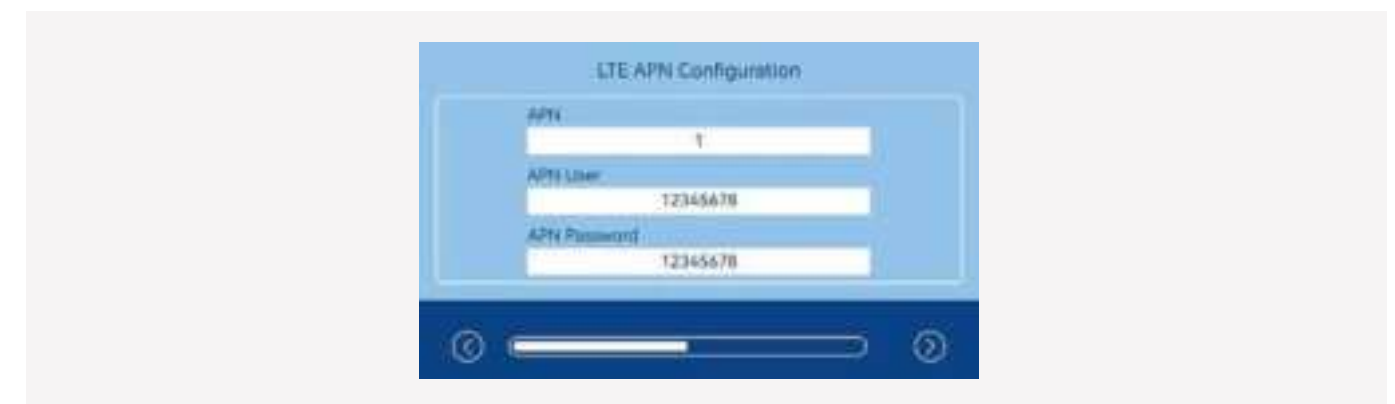 LTE APN Configuration
APN
1
APN User
12345678
APN Password
12345678